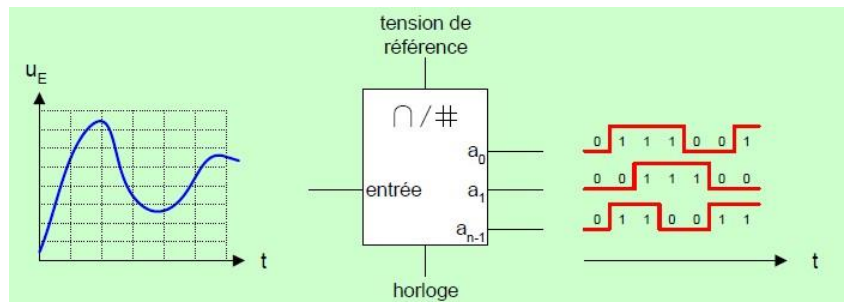 tension de
référence
u_E
∩/#
a_0
0 1 1 1 0 0 1
entrée
a_1
0 0 1 1 1 0 0
a_n-1
0 1 1 0 0 1 1
t
t
horloge